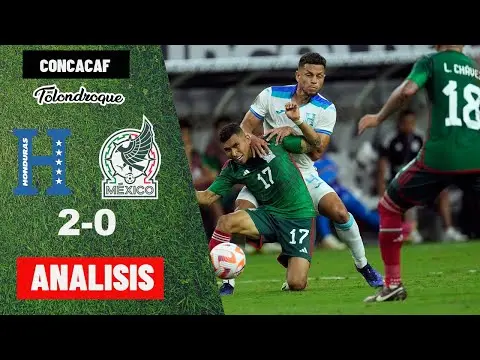 CONCACAF
Tolondroque
HONDURAS
H
MÉXICO
2-0
ANALISIS
17
17
L. CHÁVEZ
18